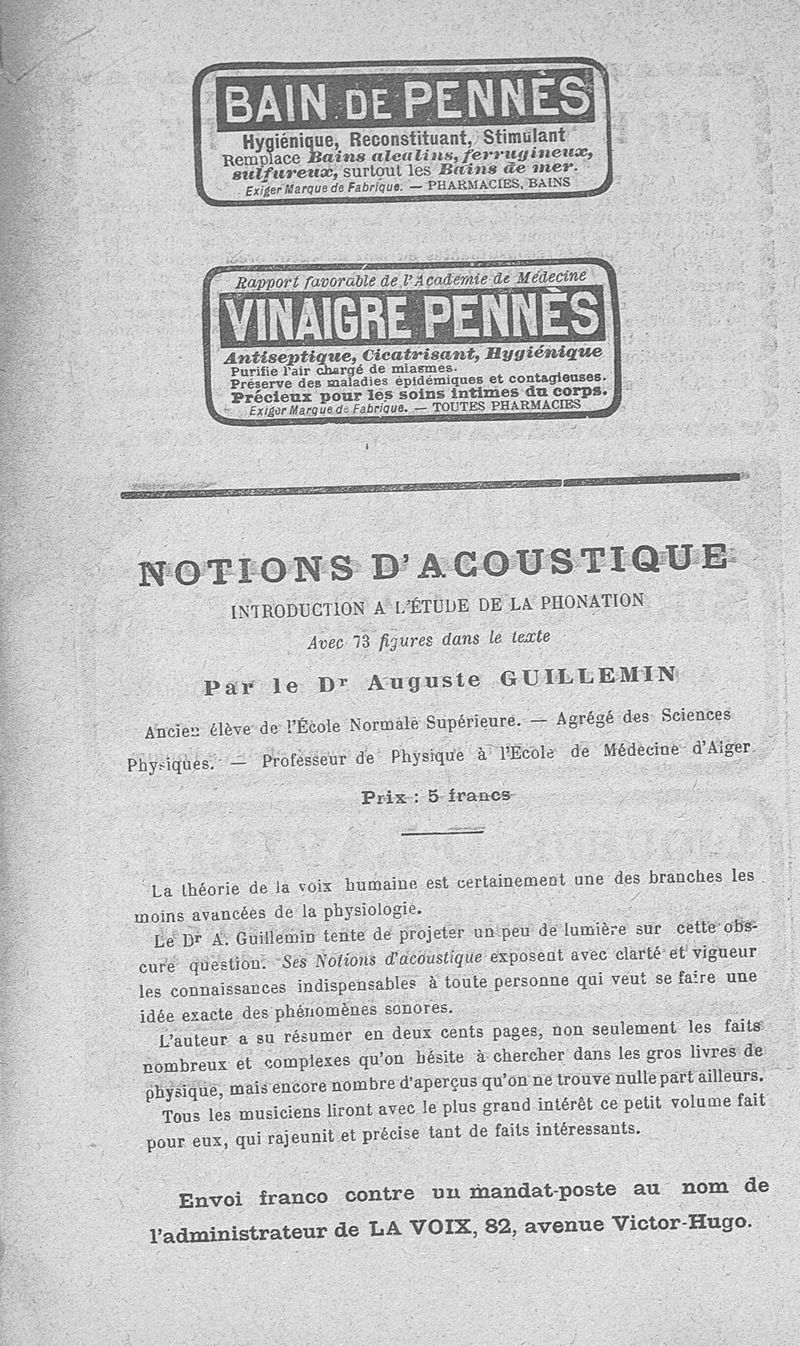 BAIN DE PENNÈS
Hygiénique, Reconstituant, Stimulant
Remplace Bains alcalins, ferrugineux,
sulfureux, surtout les Bains de mer.
Exiger Marque de Fabrique. — PHARMACIES, BAINS
Rapport favorable de l'Académie de Médecine
VINAIGRE PENNÈS
Antiseptique, Cicatrisant, Hygiénique
Purifie l'air chargé de miasmes.
Préserve des maladies épidémiques et contagieuses.
Précieux pour les soins intimes du corps.
Exiger Marque de Fabrique. — TOUTES PHARMACIES
NOTIONS D'ACOUSTIQUE
INTRODUCTION A L'ÉTUDE DE LA PHONATION
Avec 73 figures dans le texte
Par le Dr Auguste GUILLEMIN
Ancien élève de l'École Normale Supérieure. — Agrégé des Sciences
Physiques. — Professeur de Physique à l'École de Médecine d'Alger
Prix : 5 francs
La théorie de la voix humaine est certainement une des branches les
moins avancées de la physiologie.
Le Dr A. Guillemin tente de projeter un peu de lumière sur cette obs-
cure question. Ses Notions d'acoustique exposent avec clarté et vigueur
les connaissances indispensables à toute personne qui veut se faire une
idée exacte des phénomènes sonores.
L'auteur a su résumer en deux cents pages, non seulement les faits
nombreux et complexes qu'on hésite à chercher dans les gros livres de
physique, mais encore nombre d'aperçus qu'on ne trouve nulle part ailleurs.
Tous les musiciens liront avec le plus grand intérêt ce petit volume fait
pour eux, qui rajeunit et précise tant de faits intéressants.
Envoi franco contre un mandat-poste au nom de
l'administrateur de LA VOIX, 82, avenue Victor-Hugo.